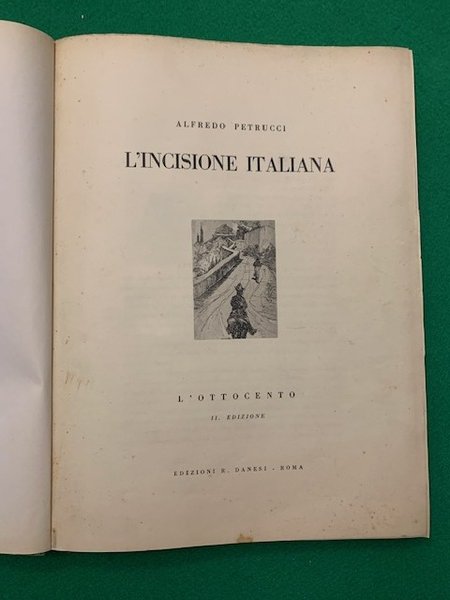 ALFREDO PETRUCCI
L'INCISIONE ITALIANA
L'OTTOCENTO
II. EDIZIONE
EDIZIONI R. DANESI - ROMA